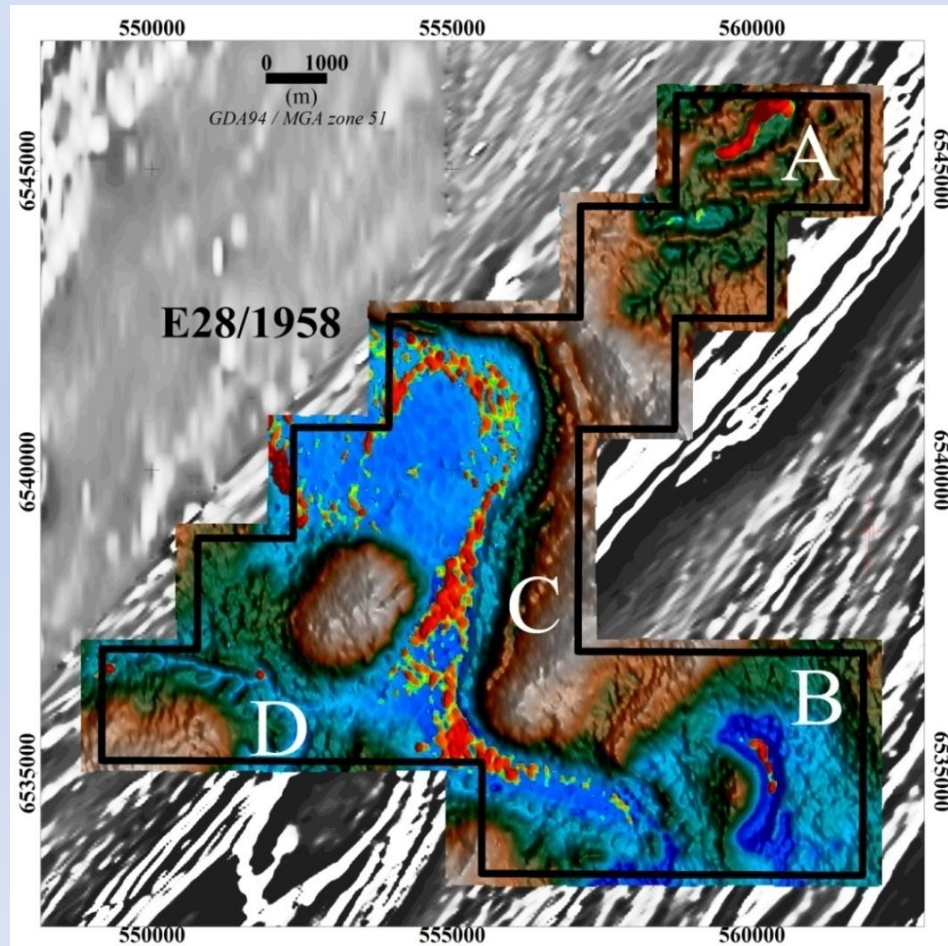 550000 555000 560000
0 1000
(m)
GDA94 / MGA zone 51
6545000 A 6545000
E28/1958
6540000 6540000
C
B
D
6535000 6535000
550000 555000 560000